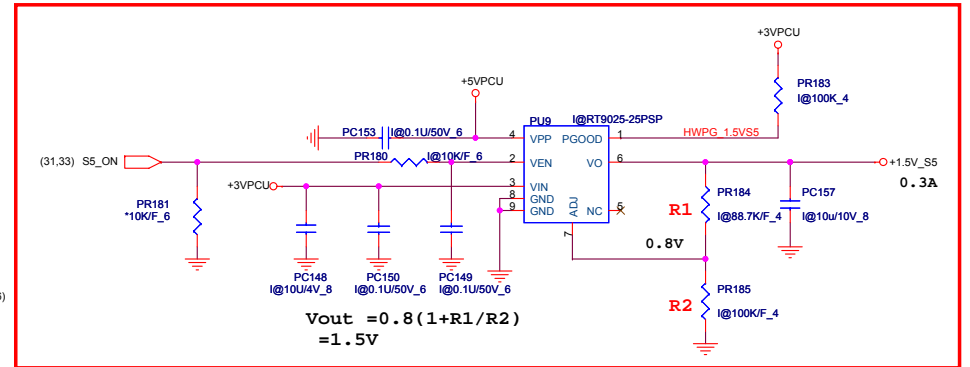 +3VPCU
PR183
I@100K_4
+5VPCU
PU9
I@RT9025-25PSP
PC153
I@0.1U/50V_6
4
VPP
PGOOD
1
HWPG_1.5VS5
(31,33)
S5_ON
PR180
I@10K/F_6
2
VEN
VO
6
+1.5V_S5
0.3A
PR181
*10K/F_6
+3VPCU
3
VIN
8
GND
9
GND
ADJ
NC
5
7
R1
PR184
I@88.7K/F_4
PC157
I@10u/10V_8
0.8V
PC148
I@10U/4V_8
PC150
I@0.1U/50V_6
PC149
I@0.1U/50V_6
R2
PR185
I@100K/F_4
Vout =0.8(1+R1/R2)
=1.5V